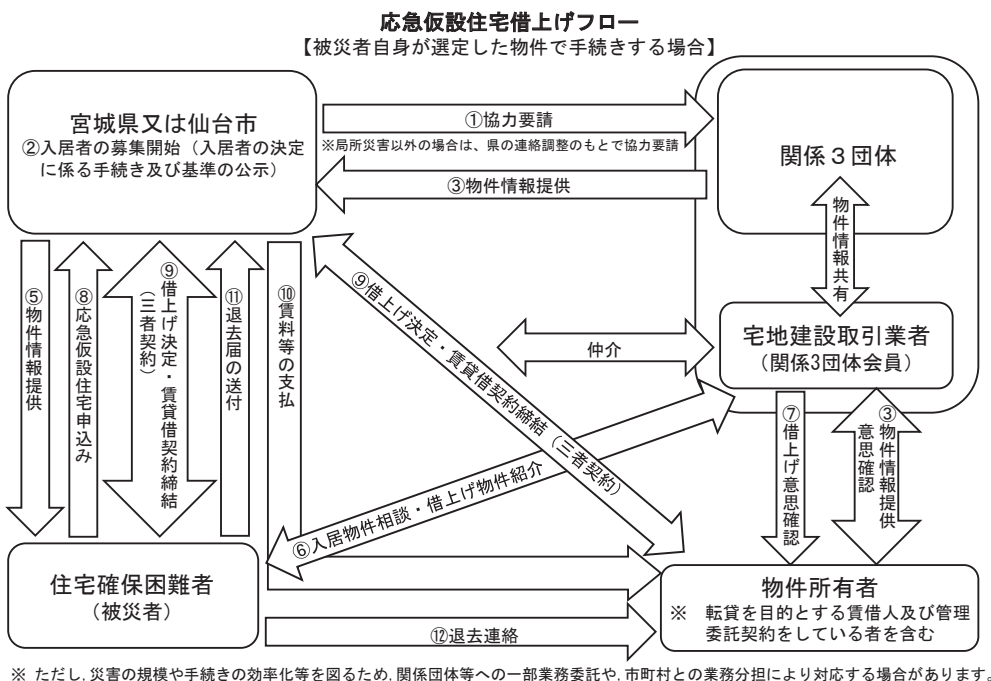 応急仮設住宅借上げフロー
【被災者自身が選定した物件で手続きする場合】
宮城県又は仙台市
②入居者の募集開始（入居者の決定
に係る手続き及び基準の公示）
①協力要請
※局所災害以外の場合は、県の連絡調整のもとで協力要請
③物件情報提供
関係３団体
物件情報共有
宅地建設取引業者
（関係3団体会員）
仲介
⑤物件情報提供
⑧応急仮設住宅申込み
⑨借上げ決定・賃貸借契約締結
（三者契約）
⑪退去届の送付
⑩賃料等の支払
⑨借上げ決定・賃貸借契約締結（三者契約）
⑥入居物件相談・借上げ物件紹介
⑦借上げ意思確認
③物件情報提供
意思確認
住宅確保困難者
（被災者）
⑫退去連絡
物件所有者
※　転貸を目的とする賃借人及び管理
委託契約をしている者を含む
※ ただし,災害の規模や手続きの効率化等を図るため,関係団体等への一部業務委託や,市町村との業務分担により対応する場合があります。